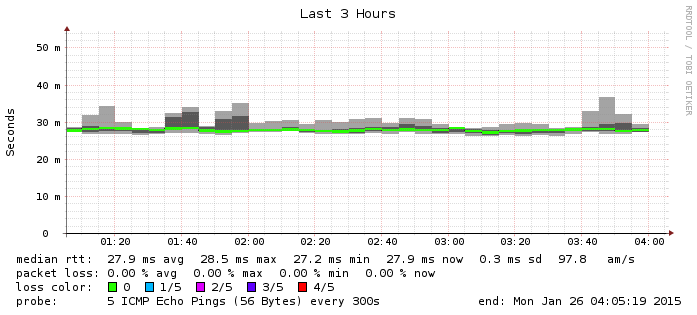 Last 3 Hours
RRDTOOL / TOBI OETIKER
Seconds
50 m
40 m
30 m
20 m
10 m
0
01:20 01:40 02:00 02:20 02:40 03:00 03:20 03:40 04:00
median rtt: 27.9 ms avg 28.5 ms max 27.2 ms min 27.9 ms now 0.3 ms sd 97.8 am/s
packet loss: 0.00 % avg 0.00 % max 0.00 % min 0.00 % now
loss color: 0 1/5 2/5 3/5 4/5
probe: 5 ICMP Echo Pings (56 Bytes) every 300s end: Mon Jan 26 04:05:19 2015